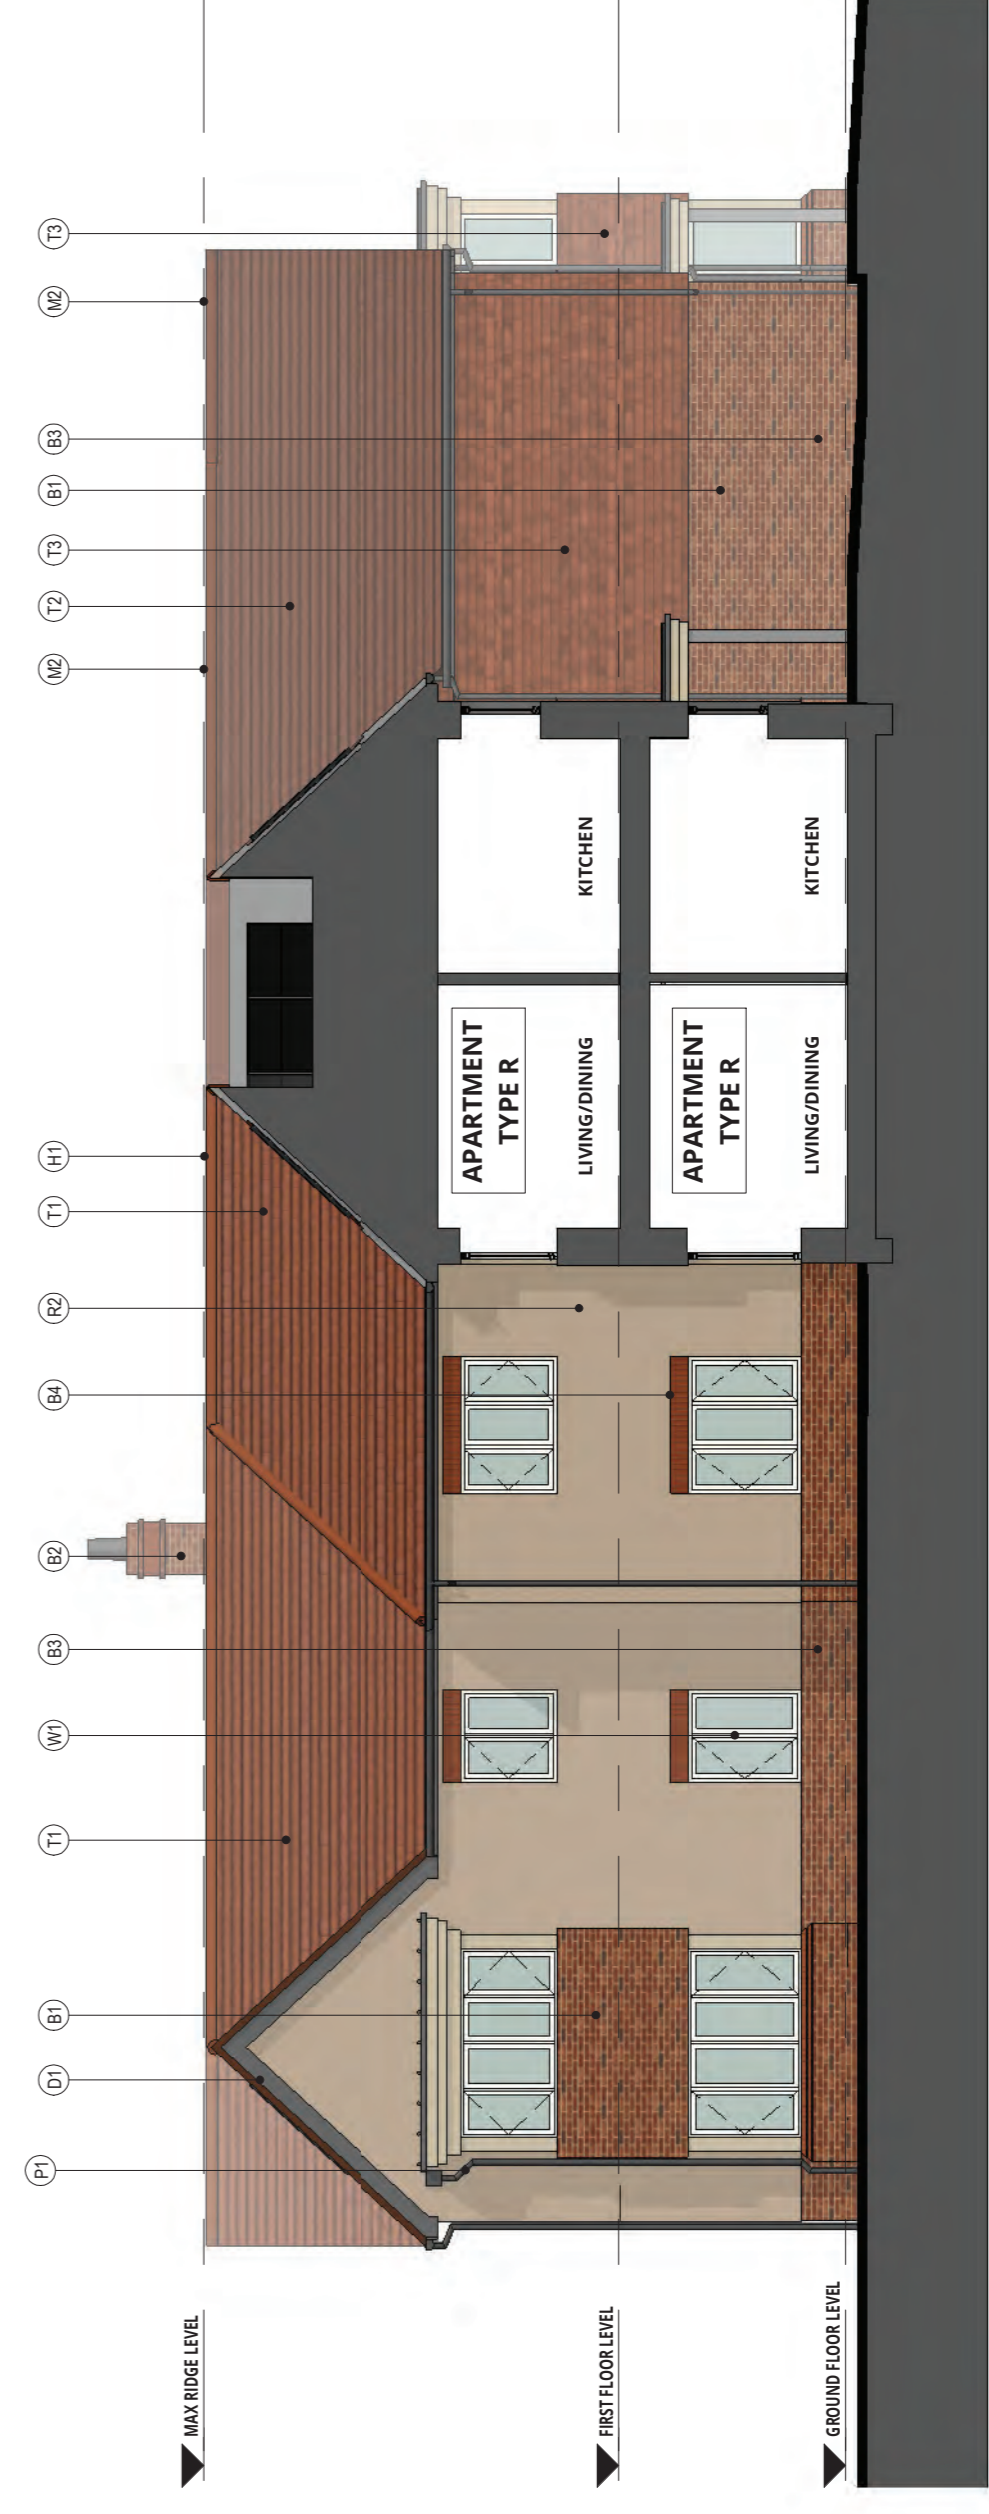 P1
D1
B1
T1
W1
B3
B2
B4
R2
T1
H1
M2
T2
T3
B1
B3
M2
T3
MAX RIDGE LEVEL
FIRST FLOOR LEVEL
GROUND FLOOR LEVEL
APARTMENT
TYPE R
LIVING/DINING
KITCHEN
APARTMENT
TYPE R
LIVING/DINING
KITCHEN